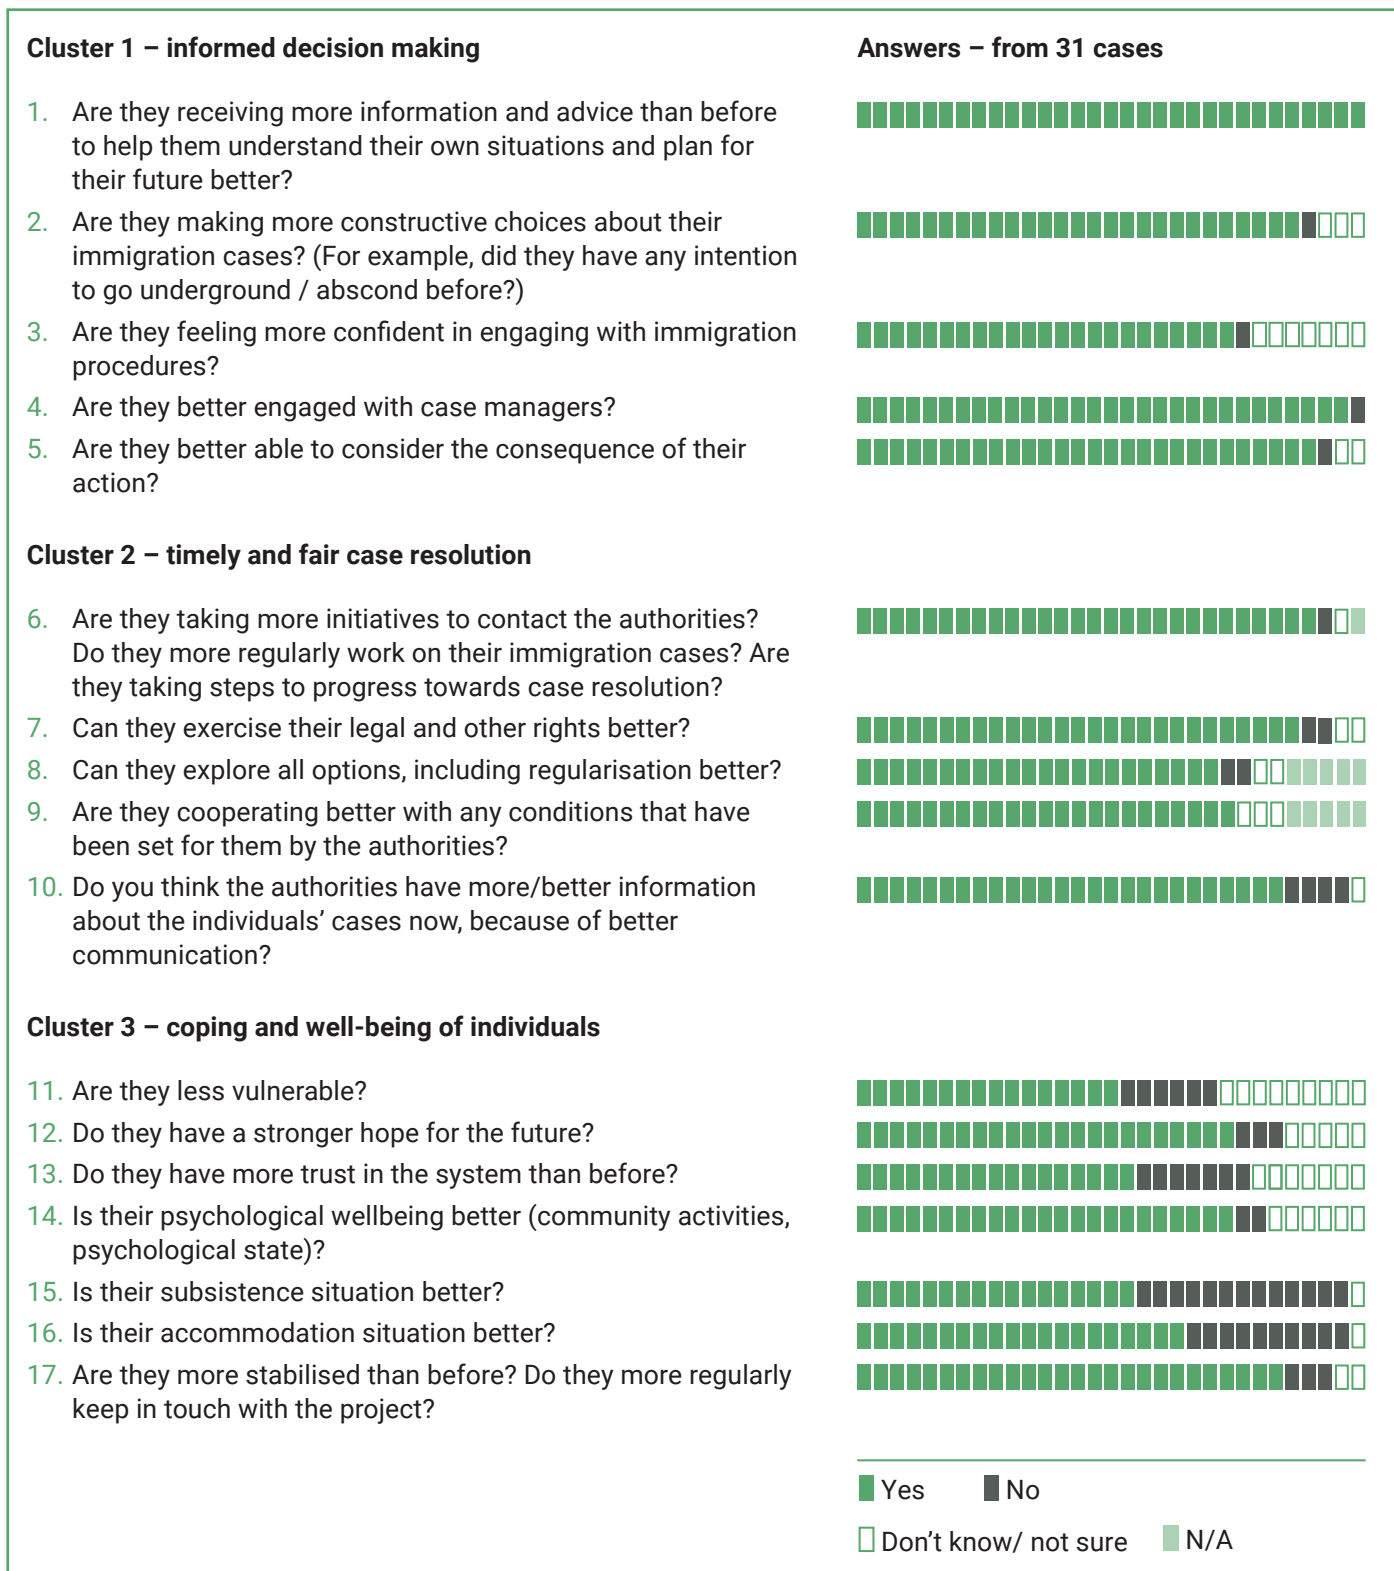 Cluster 1 – informed decision making
Answers – from 31 cases
1. Are they receiving more information and advice than before
to help them understand their own situations and plan for
their future better?
2. Are they making more constructive choices about their
immigration cases? (For example, did they have any intention
to go underground / abscond before?)
3. Are they feeling more confident in engaging with immigration
procedures?
4. Are they better engaged with case managers?
5. Are they better able to consider the consequence of their
action?
Cluster 2 – timely and fair case resolution
6. Are they taking more initiatives to contact the authorities?
Do they more regularly work on their immigration cases? Are
they taking steps to progress towards case resolution?
7. Can they exercise their legal and other rights better?
8. Can they explore all options, including regularisation better?
9. Are they cooperating better with any conditions that have
been set for them by the authorities?
10. Do you think the authorities have more/better information
about the individuals’ cases now, because of better
communication?
Cluster 3 – coping and well-being of individuals
11. Are they less vulnerable?
12. Do they have a stronger hope for the future?
13. Do they have more trust in the system than before?
14. Is their psychological wellbeing better (community activities,
psychological state)?
15. Is their subsistence situation better?
16. Is their accommodation situation better?
17. Are they more stabilised than before? Do they more regularly
keep in touch with the project?
Yes No
Don't know/ not sure N/A